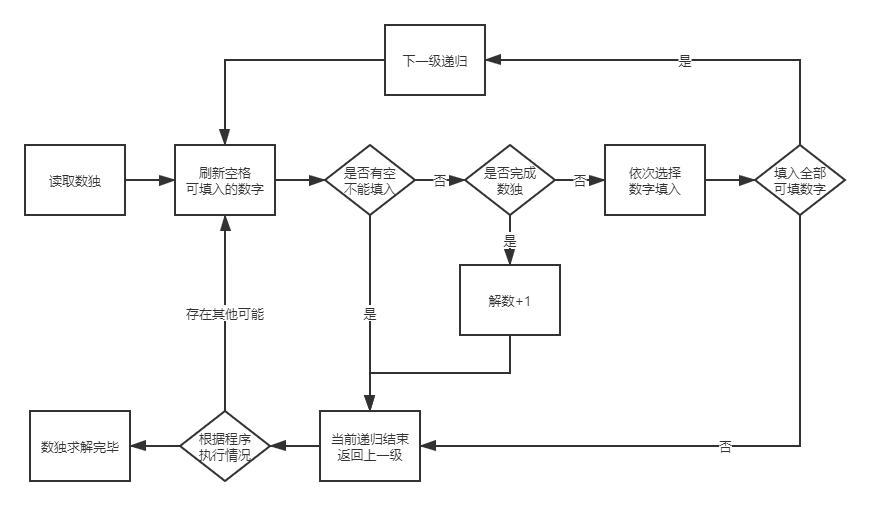 下一级递归
是
读取数独
刷新空格
可填入的数字
是否有空
不能填入
否
是否完成
数独
否
依次选择
数字填入
填入全部
可填数字
是
解数+1
存在其他可能
是
数独求解完毕
根据程序
执行情况
当前递归结束
返回上一级
否